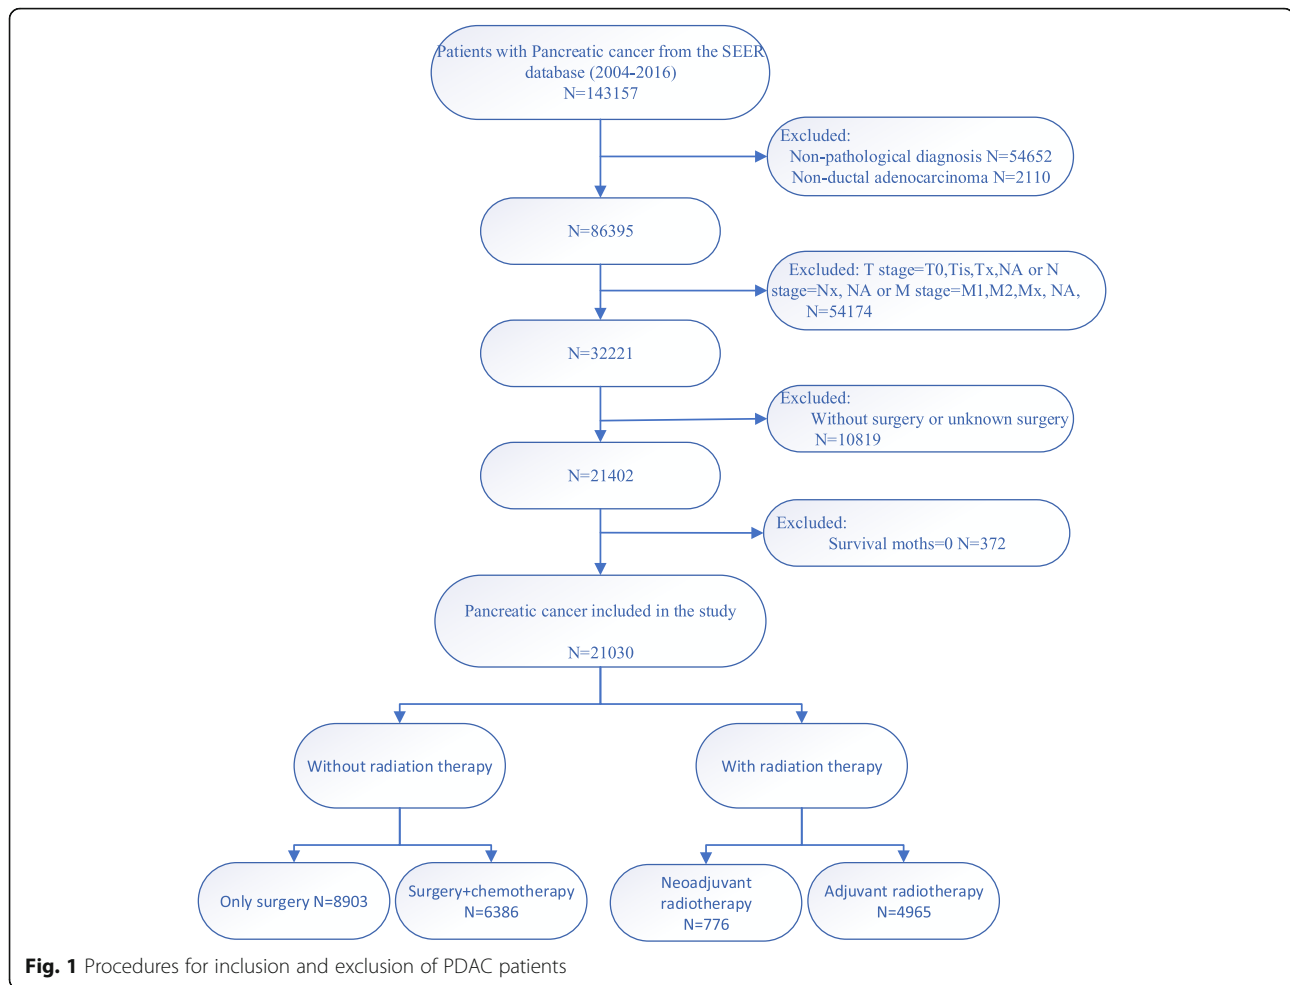 Patients with Pancreatic cancer from the SEER
database (2004-2016)
N=143157
Excluded:
Non-pathological diagnosis N=54652
Non-ductal adenocarcinoma N=2110
N=86395
Excluded: T stage=T0,Tis,Tx,NA or N
stage=Nx, NA or M stage=M1,M2,Mx, NA,
N=54174
N=32221
Excluded:
Without surgery or unknown surgery
N=10819
N=21402
Excluded:
Survival moths=0 N=372
Pancreatic cancer included in the study
N=21030
Without radiation therapy
With radiation therapy
Only surgery N=8903
Surgery+chemotherapy
N=6386
Neoadjuvant
radiotherapy
N=776
Adjuvant radiotherapy
N=4965
Fig. 1 Procedures for inclusion and exclusion of PDAC patients